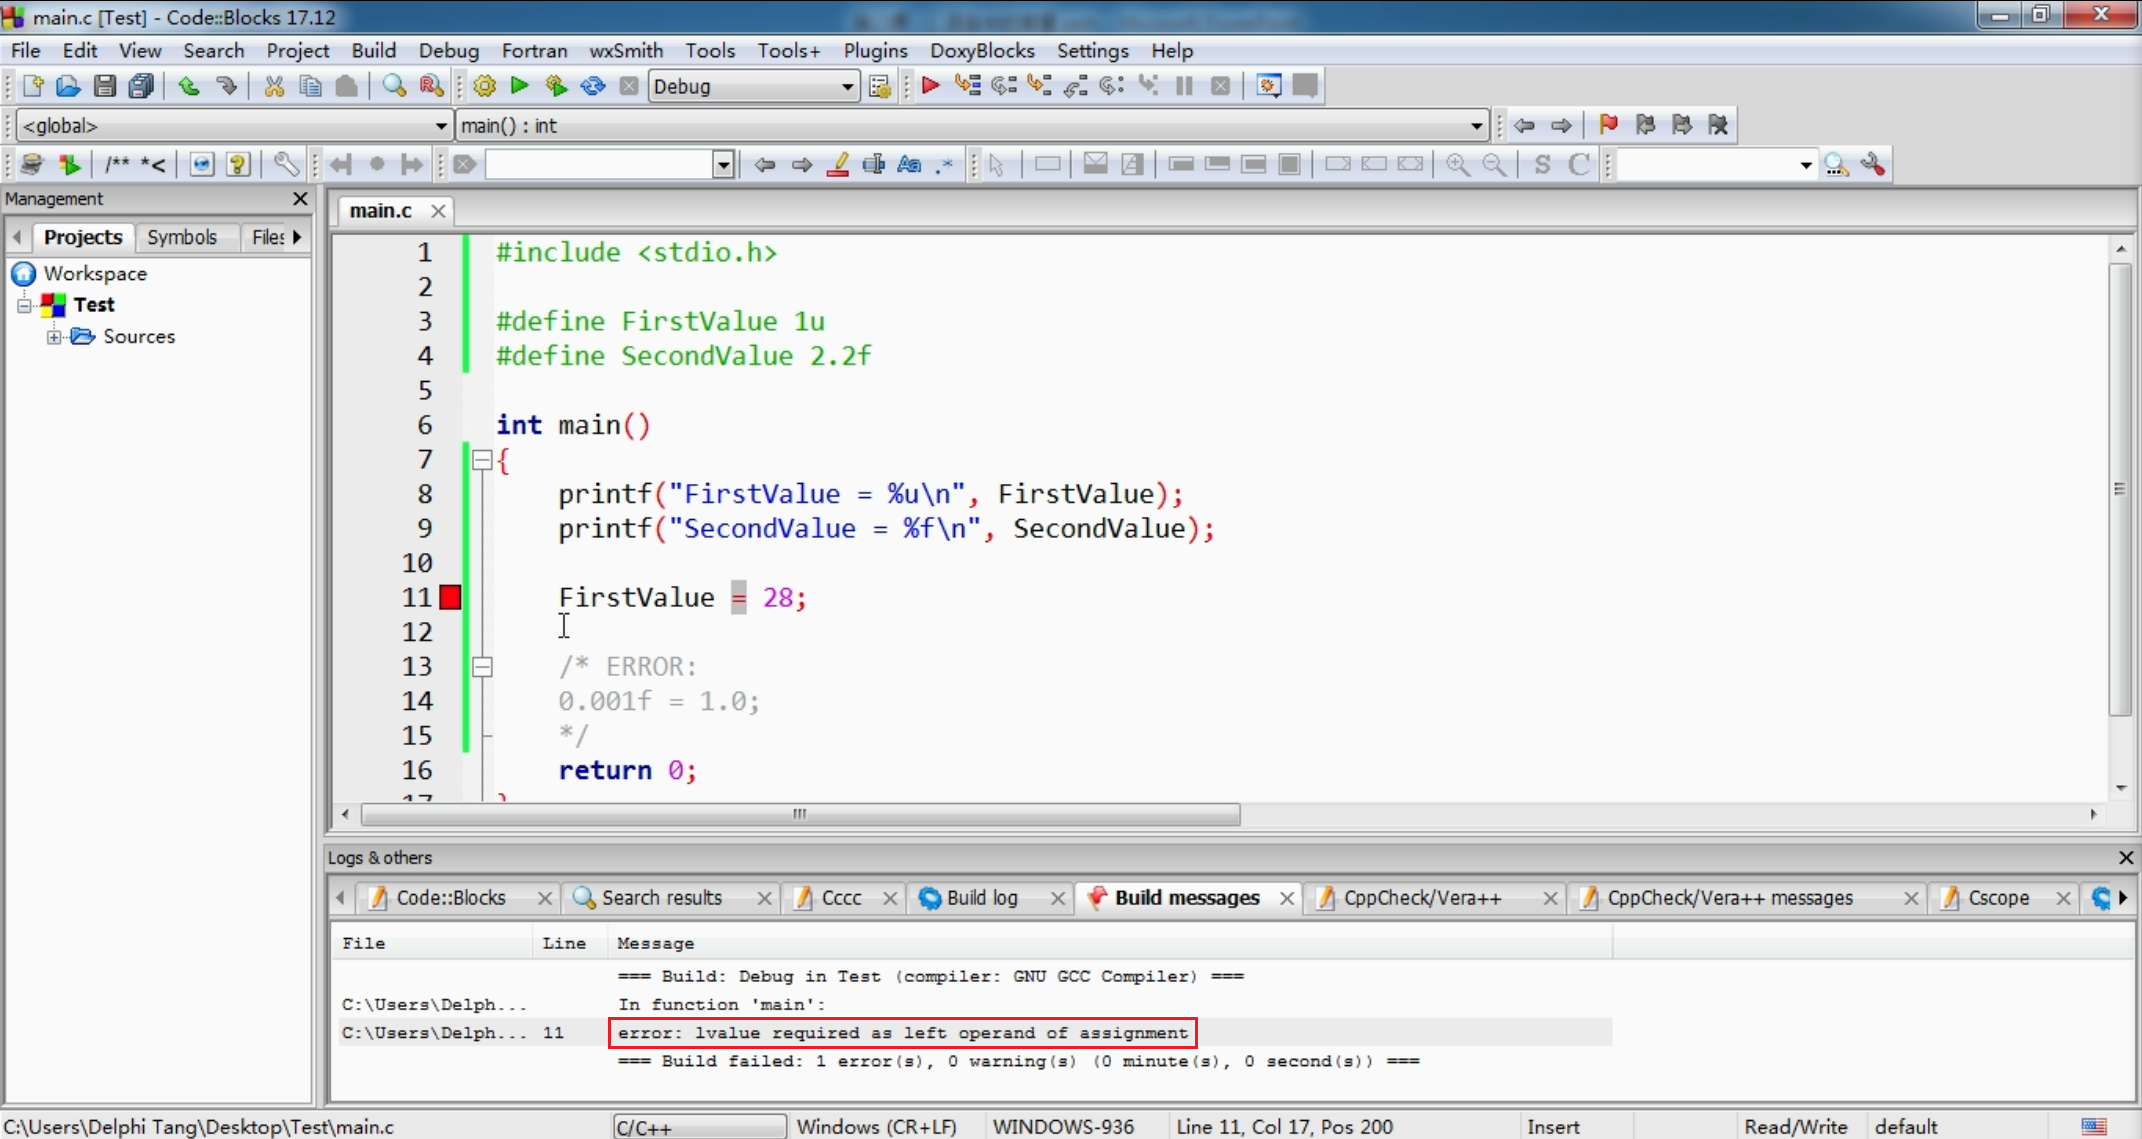 main.c [Test] - Code::Blocks 17.12
File Edit View Search Project Build Debug Fortran wxSmith Tools Tools+ Plugins DoxyBlocks Settings Help
Debug
<global> main() : int
/** *<
S C
Management
Projects Symbols Files
Workspace
Test
Sources
main.c
1 #include <stdio.h>
2
3 #define FirstValue 1u
4 #define SecondValue 2.2f
5
6 int main()
7 {
8 printf("FirstValue = %u\n", FirstValue);
9 printf("SecondValue = %f\n", SecondValue);
10
11 FirstValue = 28;
12
13 /* ERROR:
14 0.001f = 1.0;
15 */
16 return 0;
17 }
Logs & others
Code::Blocks Search results Cccc Build log Build messages CppCheck/Vera++ CppCheck/Vera++ messages Cscope
File Line Message
=== Build: Debug in Test (compiler: GNU GCC Compiler) ===
C:\Users\Delph... In function 'main':
C:\Users\Delph... 11 error: lvalue required as left operand of assignment
=== Build failed: 1 error(s), 0 warning(s) (0 minute(s), 0 second(s)) ===
C:\Users\Delphi Tang\Desktop\Test\main.c C/C++ Windows (CR+LF) WINDOWS-936 Line 11, Col 17, Pos 200 Insert Read/Write default